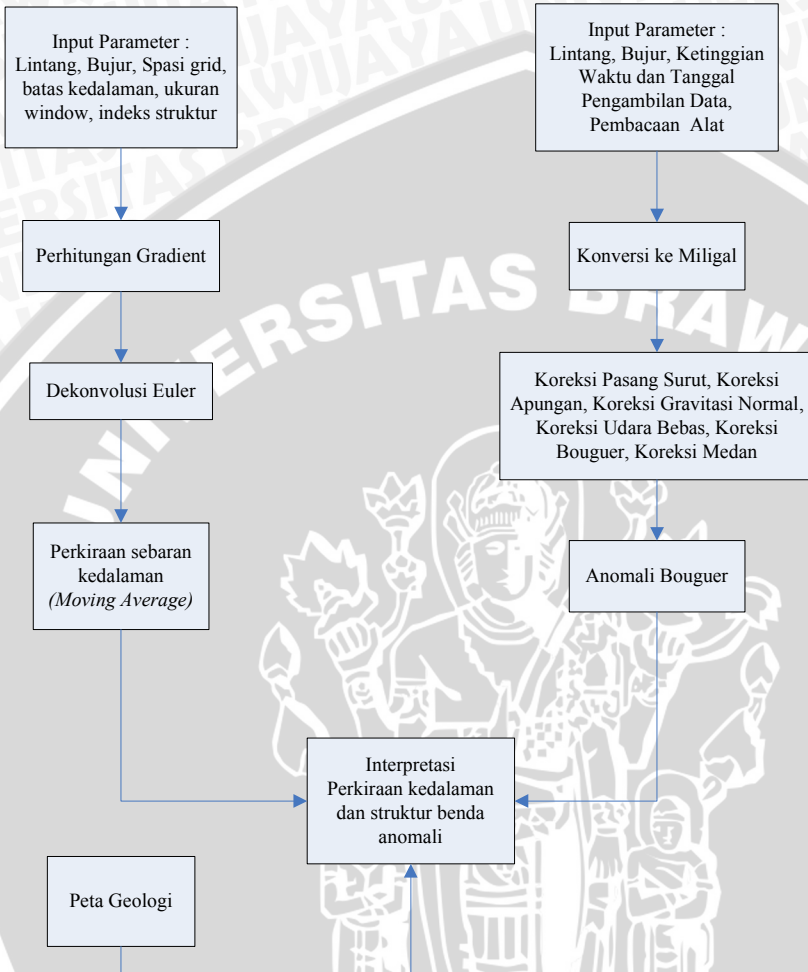 Input Parameter :
Lintang, Bujur, Spasi grid,
batas kedalaman, ukuran
window, indeks struktur
Perhitungan Gradient
Dekonvolusi Euler
Perkiraan sebaran
kedalaman
(Moving Average)
Input Parameter :
Lintang, Bujur, Ketinggian
Waktu dan Tanggal
Pengambilan Data,
Pembacaan Alat
Konversi ke Miligal
Koreksi Pasang Surut, Koreksi
Apungan, Koreksi Gravitasi Normal,
Koreksi Udara Bebas, Koreksi
Bouguer, Koreksi Medan
Anomali Bouguer
Interpretasi
Perkiraan kedalaman
dan struktur benda
anomali
Peta Geologi